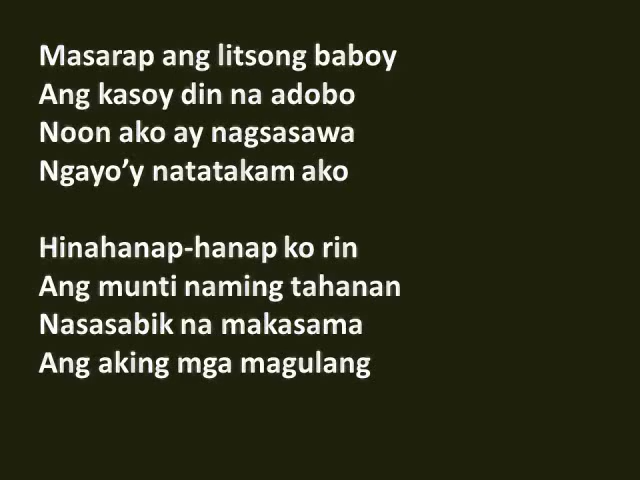 Masarap ang litsong baboy
Ang kasoy din na adobo
Noon ako ay nagsasawa
Ngayo’y natatakam ako
Hinahanap-hanap ko rin
Ang munti naming tahanan
Nasasabik na makasama
Ang aking mga magulang